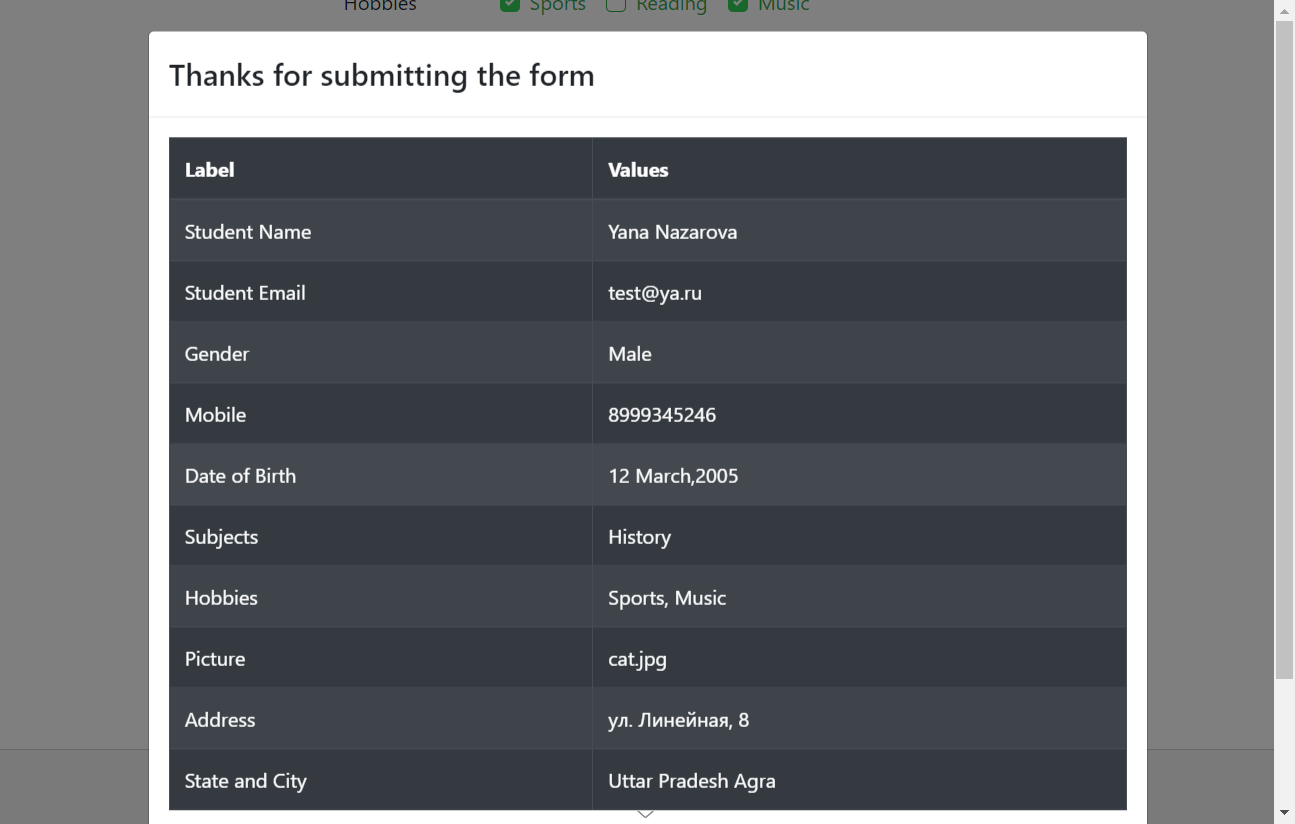 Hobbies Sports Reading Music
Thanks for submitting the form
Label Values
Student Name Yana Nazarova
Student Email test@ya.ru
Gender Male
Mobile 8999345246
Date of Birth 12 March,2005
Subjects History
Hobbies Sports, Music
Picture cat.jpg
Address ул. Линейная, 8
State and City Uttar Pradesh Agra